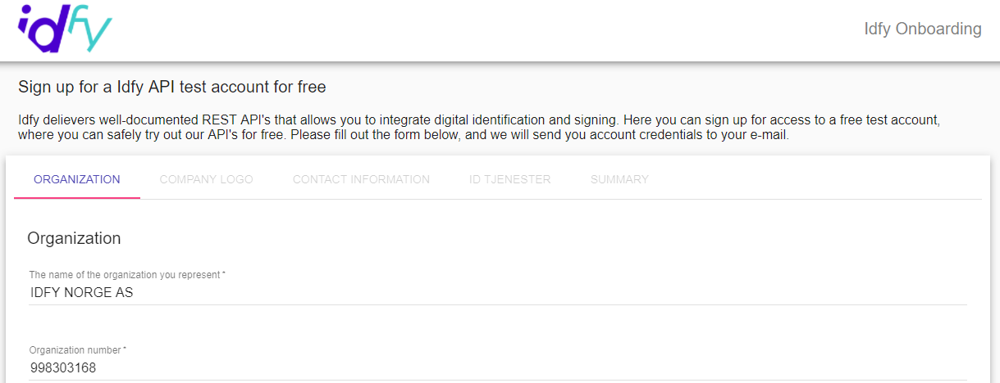 idfy
Idfy Onboarding
Sign up for a Idfy API test account for free
Idfy delievers well-documented REST API's that allows you to integrate digital identification and signing. Here you can sign up for access to a free test account,
where you can safely try out our API's for free. Please fill out the form below, and we will send you account credentials to your e-mail.
ORGANIZATION COMPANY LOGO CONTACT INFORMATION ID TJENESTER SUMMARY
Organization
The name of the organization you represent *
IDFY NORGE AS
Organization number *
998303168